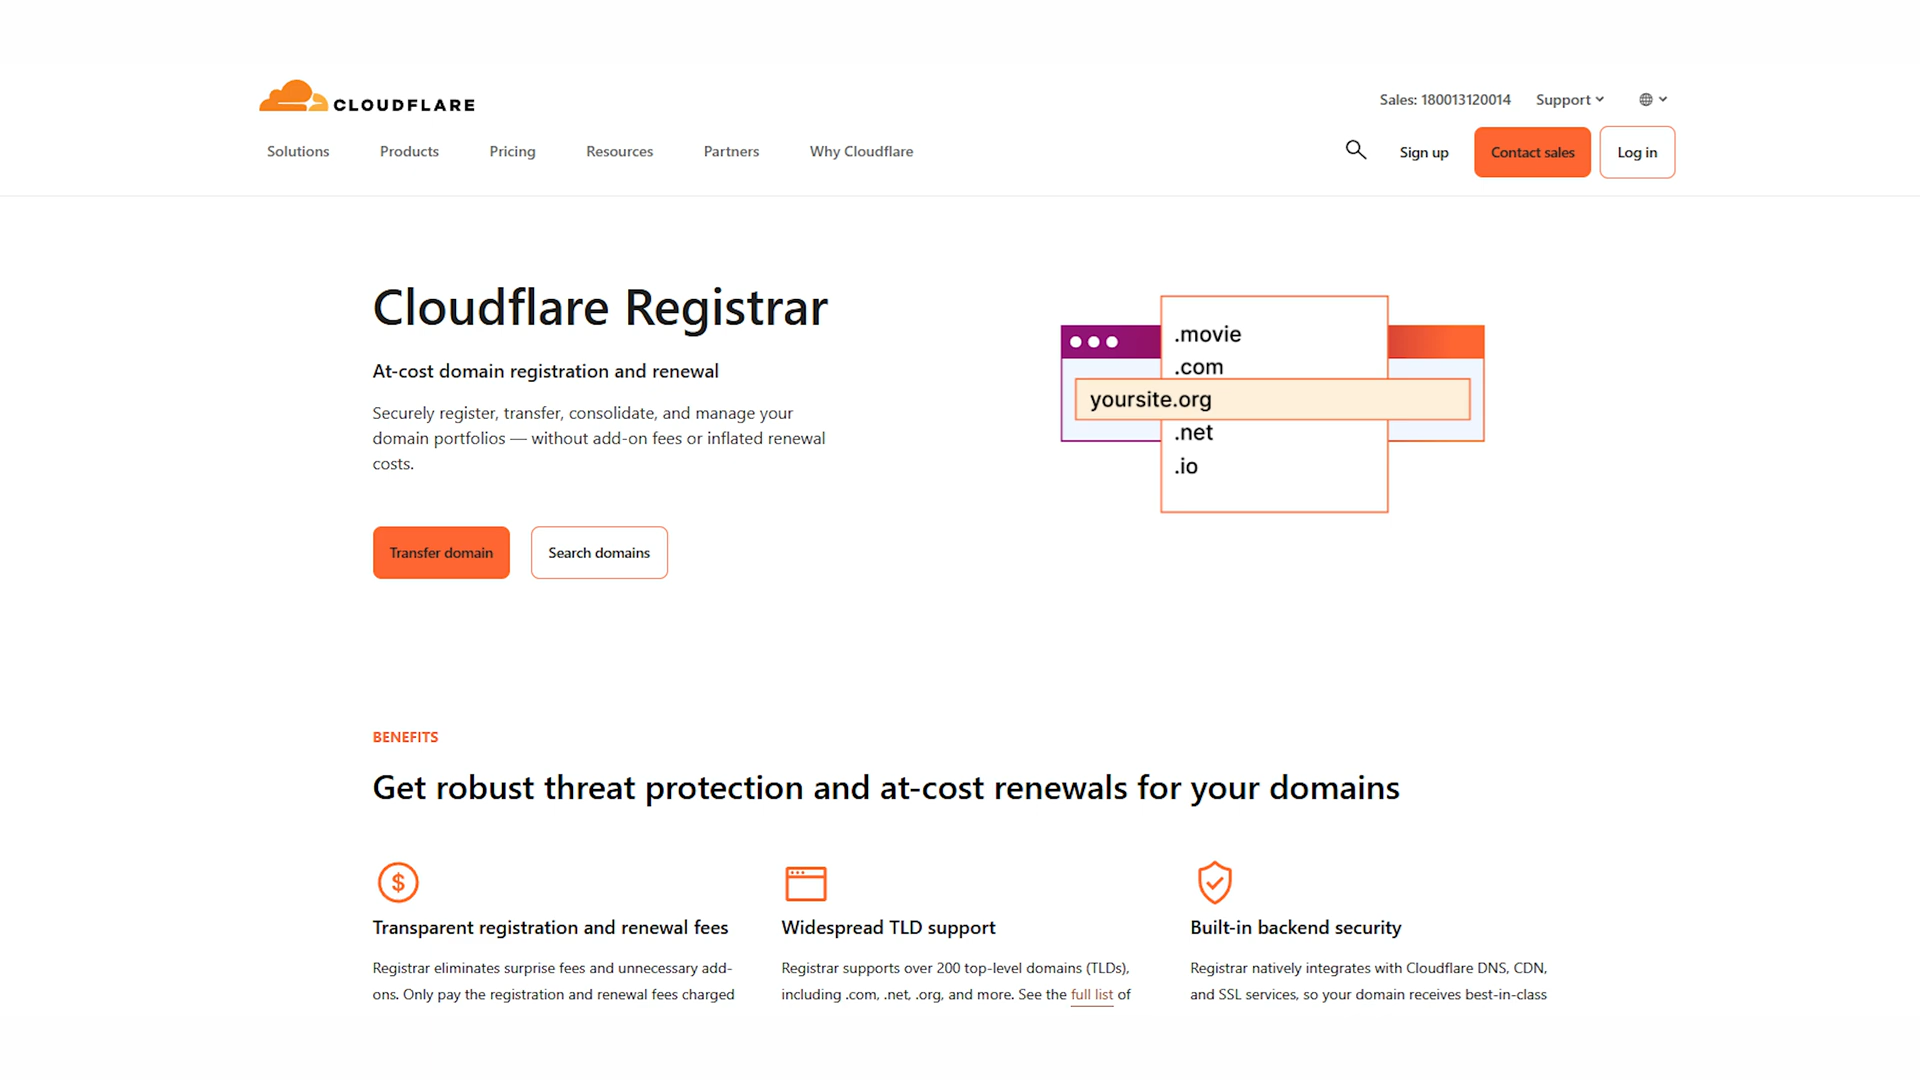 CLOUDFLARE
Sales: 180013120014
Support
Solutions
Products
Pricing
Resources
Partners
Why Cloudflare
Sign up
Contact sales
Log in
Cloudflare Registrar
At-cost domain registration and renewal
Securely register, transfer, consolidate, and manage your
domain portfolios — without add-on fees or inflated renewal
costs.
Transfer domain
Search domains
.movie
.com
yoursite.org
.net
.io
BENEFITS
Get robust threat protection and at-cost renewals for your domains
Transparent registration and renewal fees
Registrar eliminates surprise fees and unnecessary add-
ons. Only pay the registration and renewal fees charged
Widespread TLD support
Registrar supports over 200 top-level domains (TLDs),
including .com, .net, .org, and more. See the full list of
Built-in backend security
Registrar natively integrates with Cloudflare DNS, CDN,
and SSL services, so your domain receives best-in-class